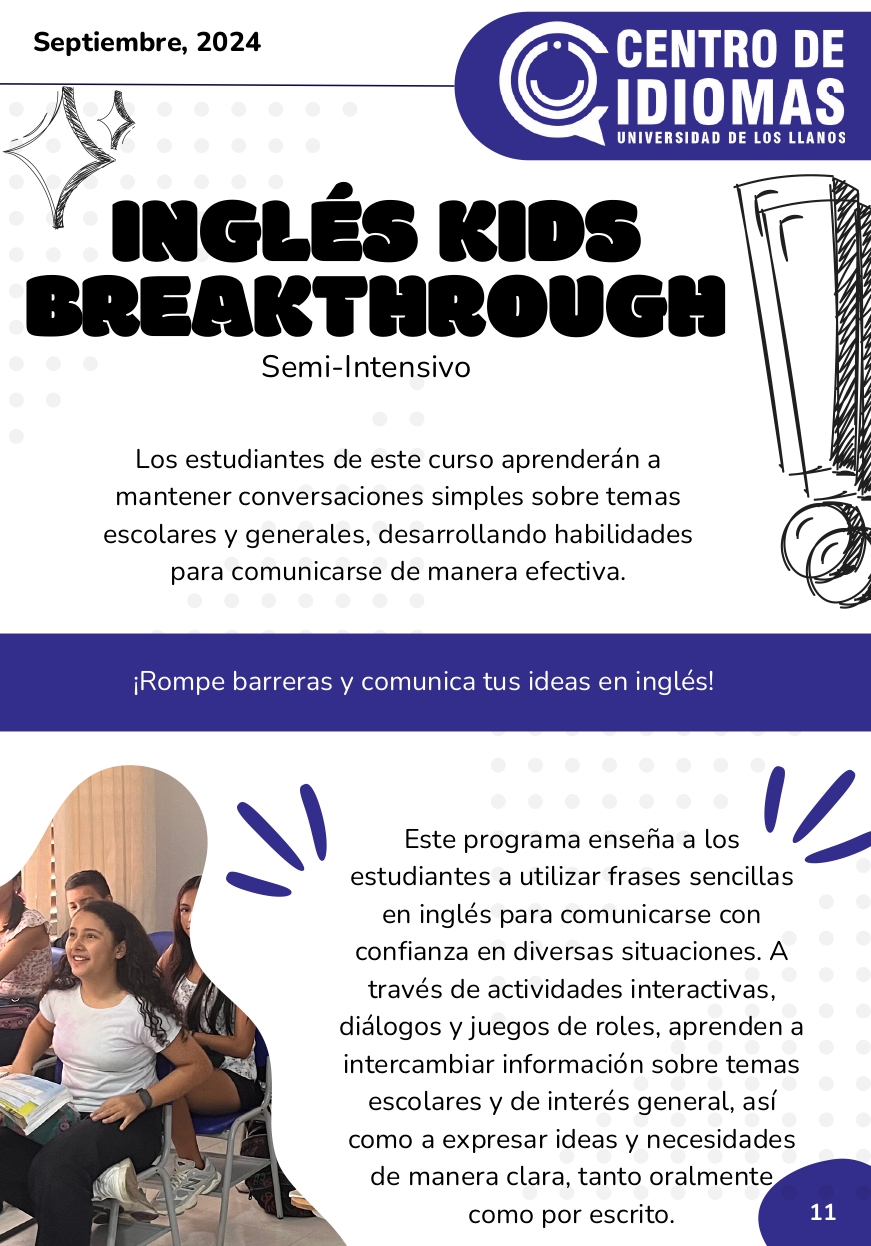 Septiembre, 2024
CENTRO DE
IDIOMAS
UNIVERSIDAD DE LOS LLANOS
INGLÉS KIDS
BREAKTHROUGH
Semi-Intensivo
Los estudiantes de este curso aprenderán a
mantener conversaciones simples sobre temas
escolares y generales, desarrollando habilidades
para comunicarse de manera efectiva.
¡Rompe barreras y comunica tus ideas en inglés!
Este programa enseña a los
estudiantes a utilizar frases sencillas
en inglés para comunicarse con
confianza en diversas situaciones. A
través de actividades interactivas,
diálogos y juegos de roles, aprenden a
intercambiar información sobre temas
escolares y de interés general, así
como a expresar ideas y necesidades
de manera clara, tanto oralmente
como por escrito.
11